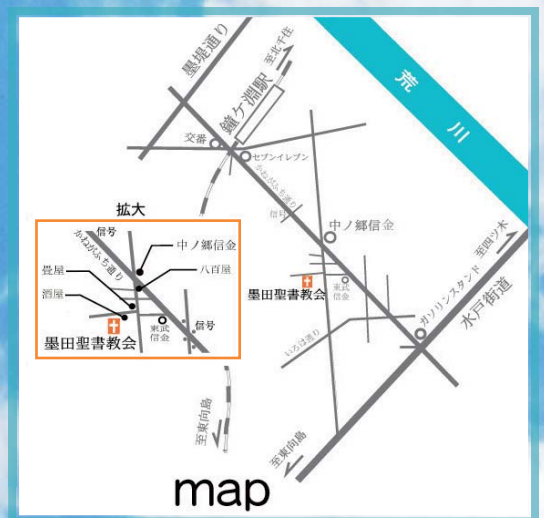 墨堤通り
至北千住
荒川
鐘ケ淵駅
交番
セブンイレブン
かねがふち通り
信号
中ノ郷信金
至四ツ木
水戸街道
ガソリンスタンド
墨田聖書教会
東武
信金
いろは通り
至東向島
至東向島
拡大
信号
かねがふち通り
中ノ郷信金
畳屋
八百屋
酒屋
東武
信金
信号
墨田聖書教会
map